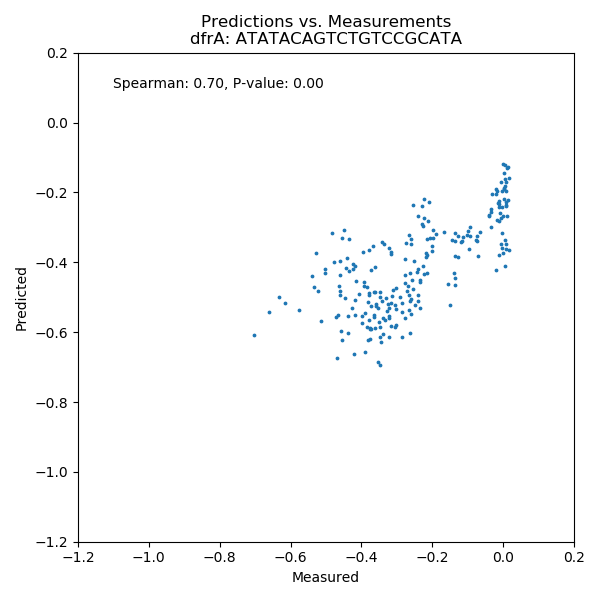 Predictions vs. Measurements
dfrA: ATATACAGTCTGTCCGCATA
Spearman: 0.70, P-value: 0.00
0.2
0.0
−0.2
−0.4
−0.6
−0.8
−1.0
−1.2
Predicted
−1.2 −1.0 −0.8 −0.6 −0.4 −0.2 0.0 0.2
Measured